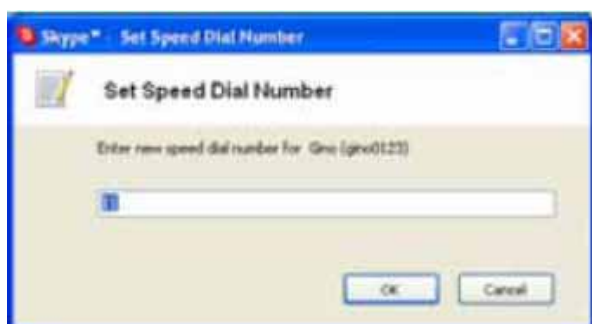 Skype™ Set Speed Dial Number
Set Speed Dial Number
Enter new speed dial number for Gino (gino0123)
1
OK Cancel